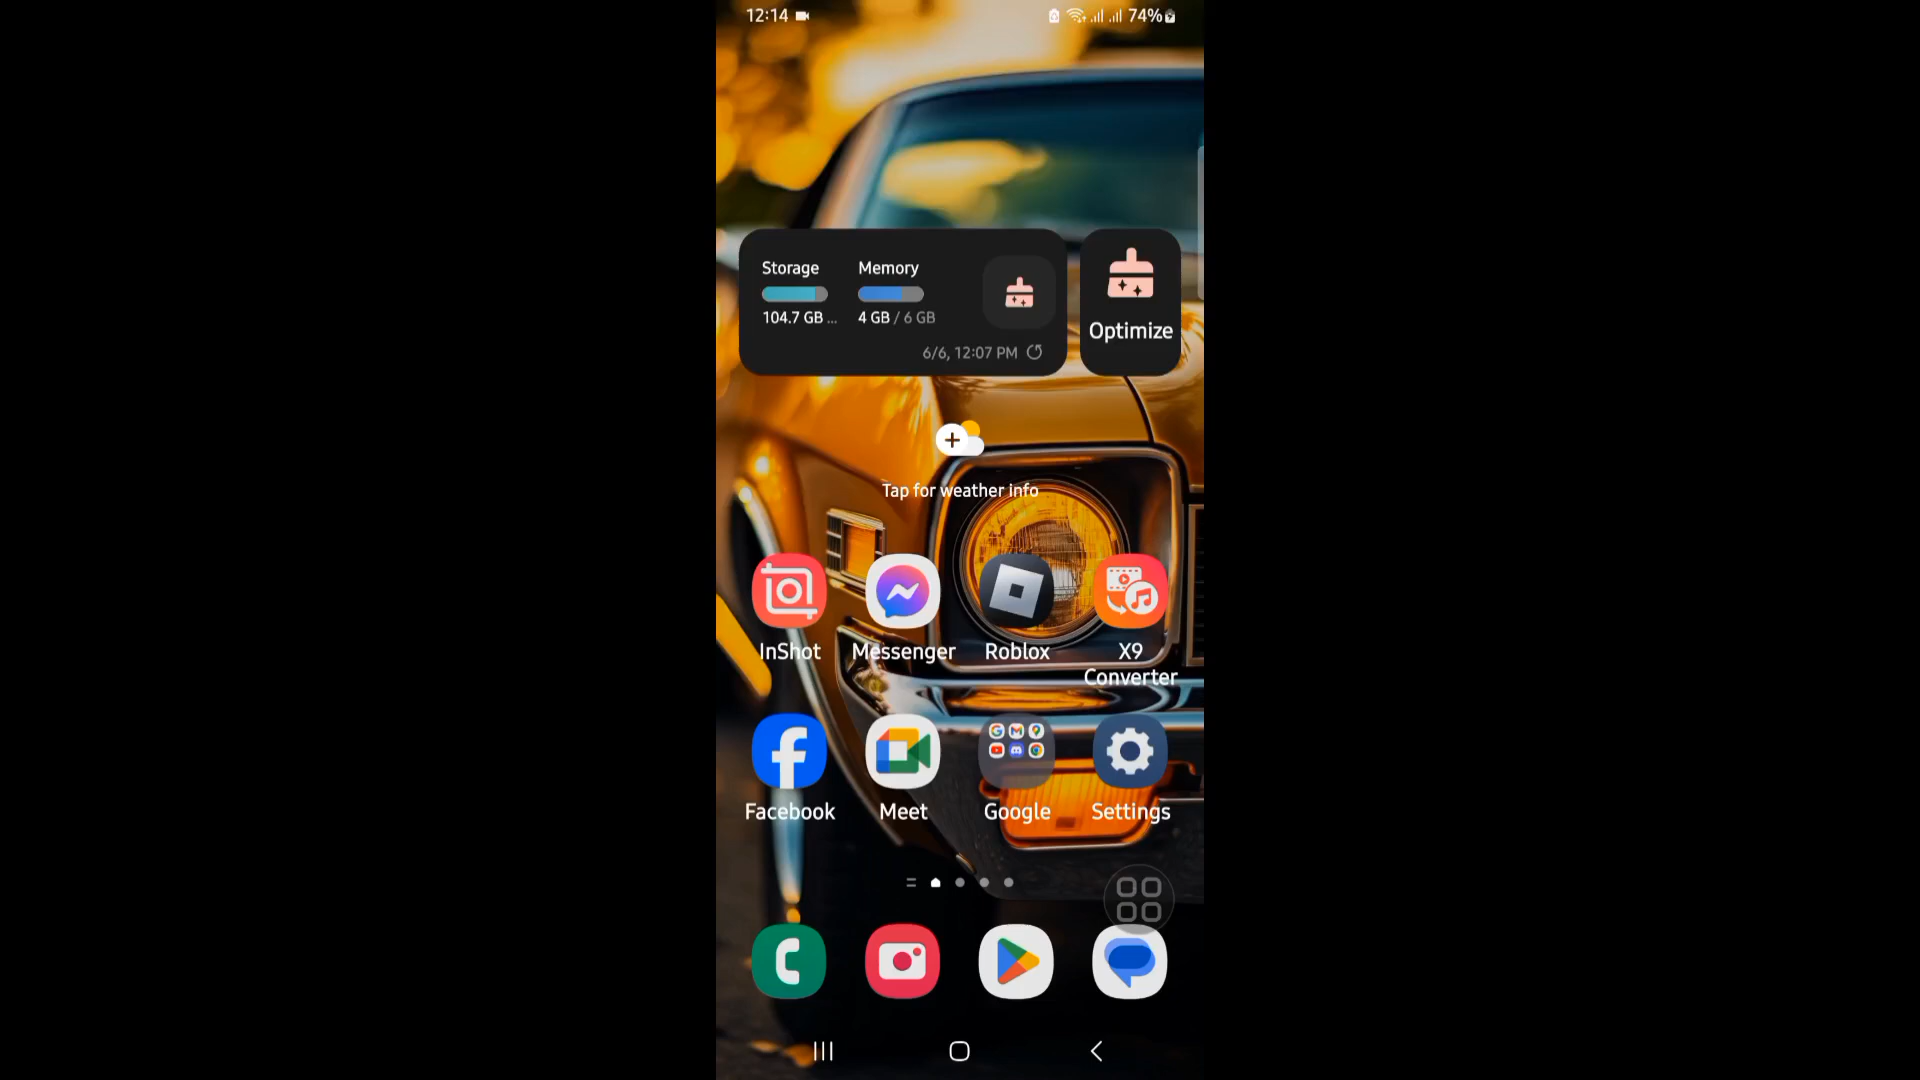 12:14
74%
Storage
Memory
104.7 GB ...
4 GB / 6 GB
6/6, 12:07 PM
Optimize
Tap for weather info
InShot
Messenger
Roblox
X9
Converter
Facebook
Meet
Google
Settings